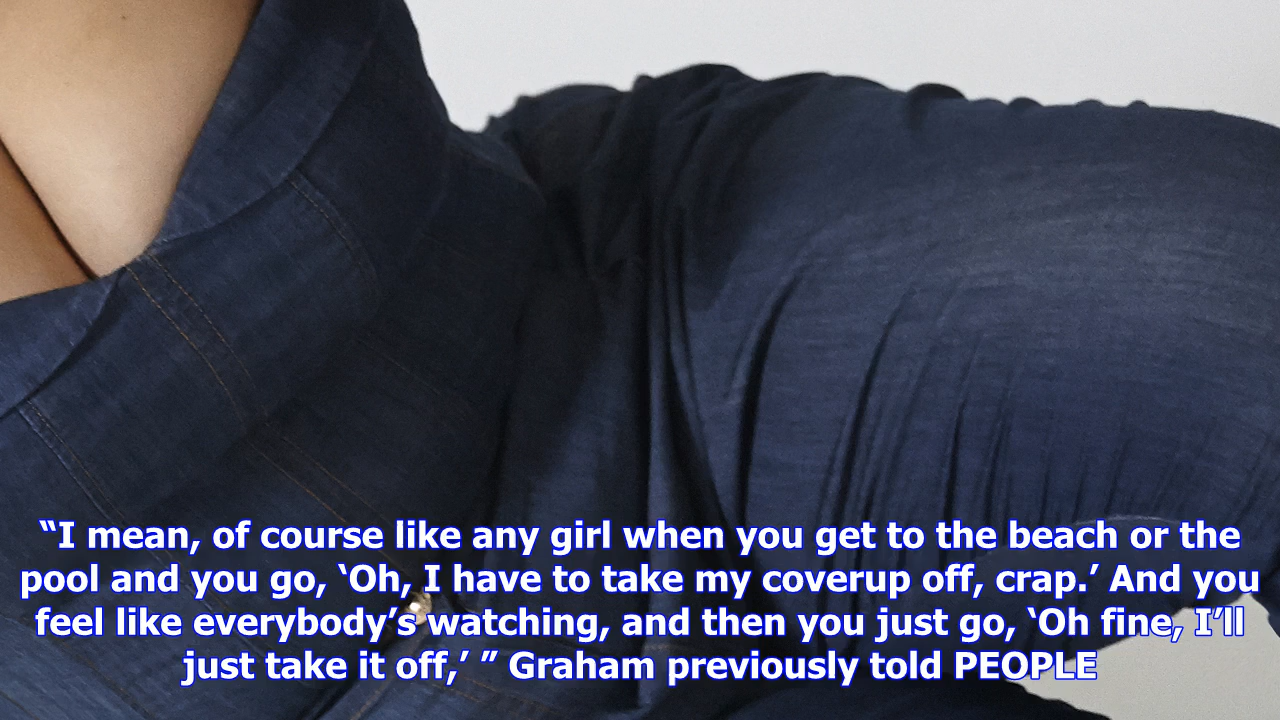 “I mean, of course like any girl when you get to the beach or the
pool and you go, ‘Oh, I have to take my coverup off, crap.’ And you
feel like everybody’s watching, and then you just go, ‘Oh fine, I’ll
just take it off,’ ” Graham previously told PEOPLE